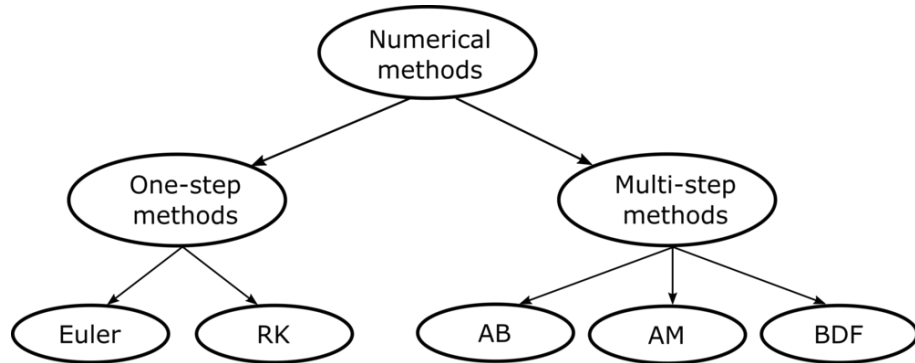 Numerical
methods
One-step
methods
Multi-step
methods
Euler
RK
AB
AM
BDF